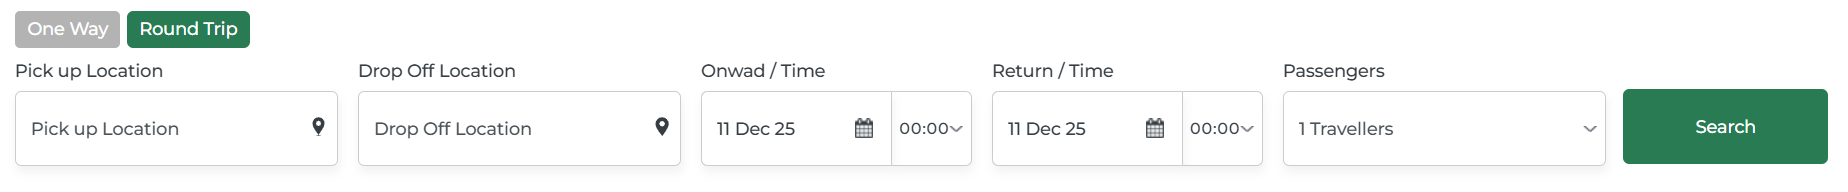 One Way Round Trip
Pick up Location Drop Off Location Onwad / Time Return / Time Passengers
Pick up Location Drop Off Location 11 Dec 25 00:00 11 Dec 25 00:00 1 Travellers Search